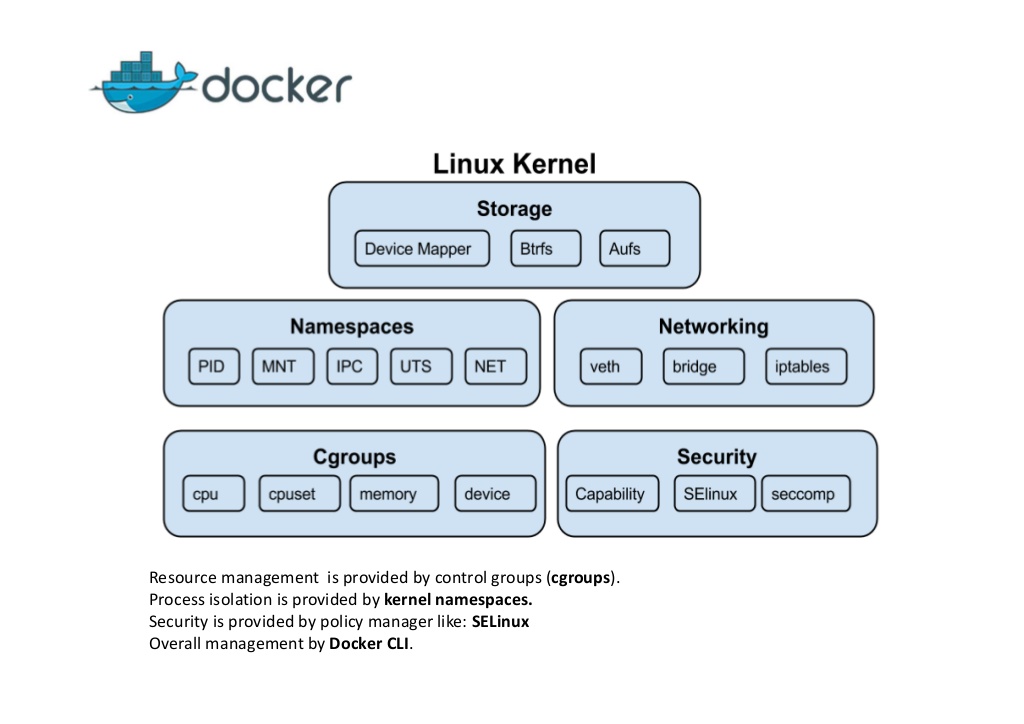 docker
Linux Kernel
Storage
Device Mapper Btrfs Aufs
Namespaces
PID MNT IPC UTS NET
Networking
veth bridge iptables
Cgroups
cpu cpuset memory device
Security
Capability SElinux seccomp
Resource management  is provided by control groups (cgroups).
Process isolation is provided by kernel namespaces.
Security is provided by policy manager like: SELinux
Overall management by Docker CLI.